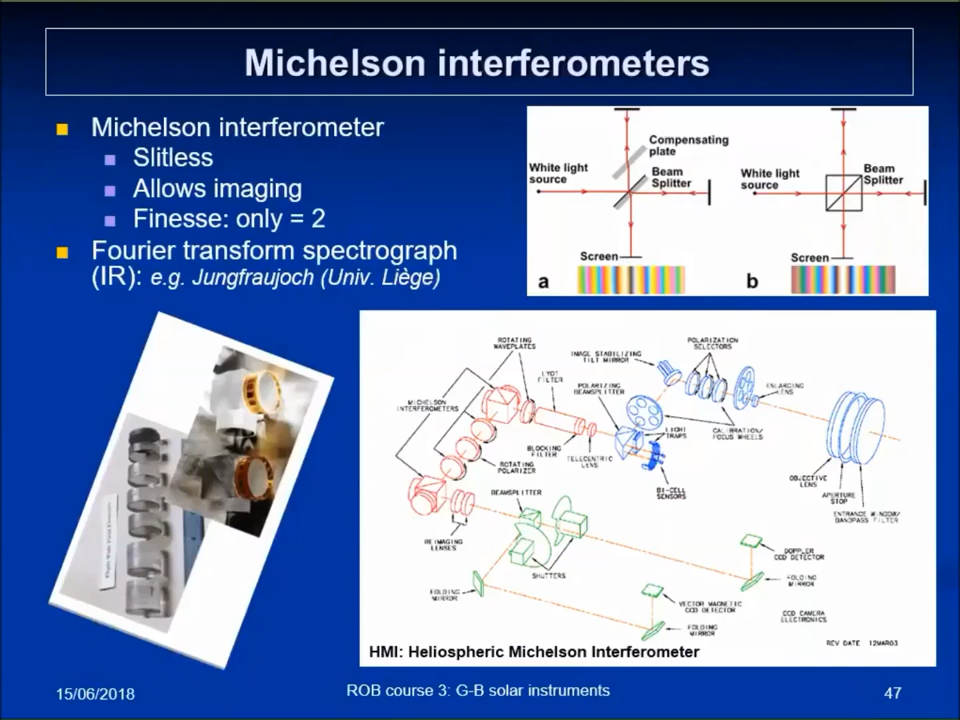 Michelson interferometers
Michelson interferometer
Slitless
Allows imaging
Finesse: only = 2
Fourier transform spectrograph
(IR): e.g. Jungfraujoch (Univ. Liège)
Compensating
plate
White light
source
Beam
Splitter
Screen
a
White light
source
Beam
Splitter
Screen
b
ROTATING
WAVEPLATES
IMAGE STABILIZING
TILT MIRROR
POLARIZATION
SELECTORS
LYOT
FILTER
POLARIZING
BEAMSPLITTER
ENLARGING
LENS
MICHELSON
INTERFEROMETERS
LIGHT
TRAPS
CALIBRATION/
FOCUS WHEELS
BLOCKING
FILTER
TELECENTRIC
LENS
ROTATING
POLARIZER
BI-CELL
SENSORS
OBJECTIVE
LENS
APERTURE
STOP
ENTRANCE WINDOW/
BANDPASS FILTER
BEAMSPLITTER
REIMAGING
LENSES
SHUTTERS
DOPPLER
CCD DETECTOR
FOLDING
MIRROR
FOLDING
MIRROR
VECTOR MAGNETIC
CCD DETECTOR
CCD CAMERA
ELECTRONICS
FOLDING
MIRROR
REV DATE 12MAR03
HMI: Heliospheric Michelson Interferometer
15/06/2018
ROB course 3: G-B solar instruments
47